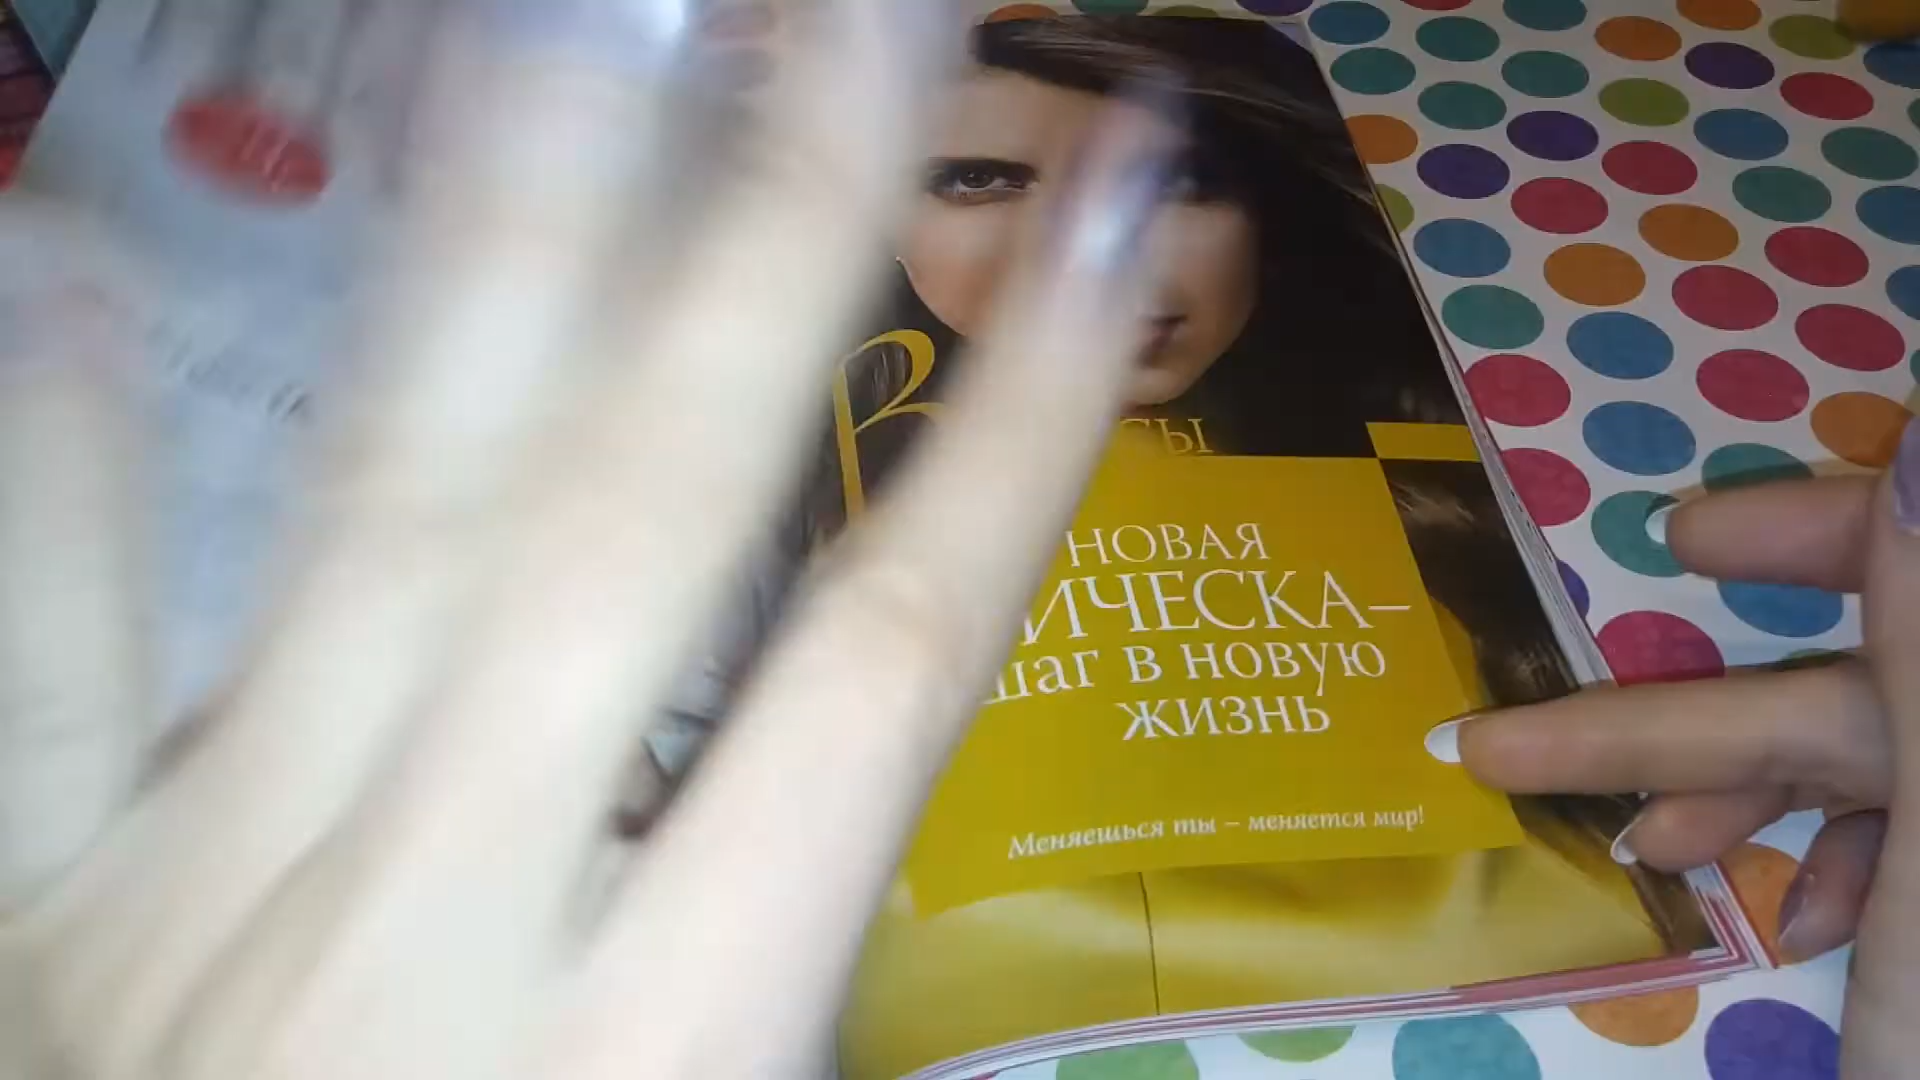 НОВАЯ
ИЧЕСКА–
шаг в новую
жизнь
Меняешься ты – меняется мир!